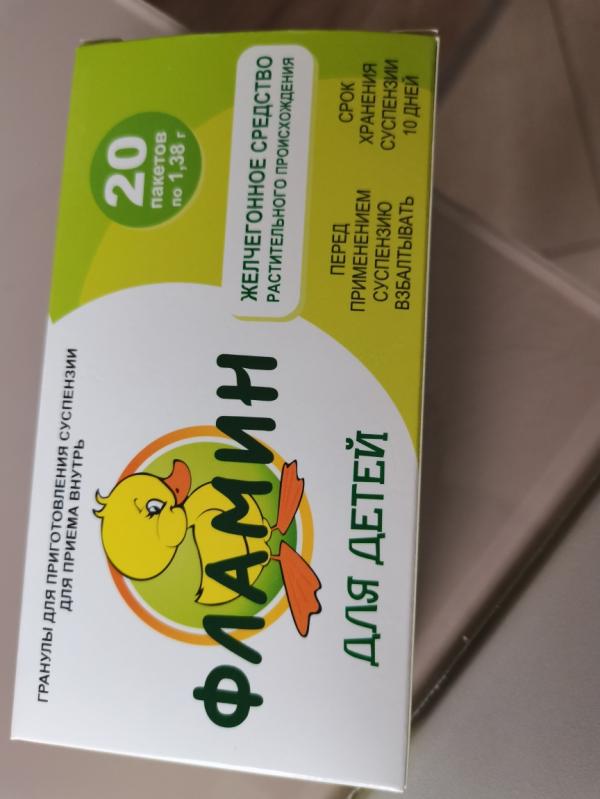 ГРАНУЛЫ ДЛЯ ПРИГОТОВЛЕНИЯ СУСПЕНЗИИ
ДЛЯ ПРИЕМА ВНУТРЬ
20
пакетов
по 1,38 г
ФЛАМИН
ДЛЯ ДЕТЕЙ
ЖЕЛЧЕГОННОЕ СРЕДСТВО
РАСТИТЕЛЬНОГО ПРОИСХОЖДЕНИЯ
ПЕРЕД
ПРИМЕНЕНИЕМ
СУСПЕНЗИЮ
ВЗБАЛТЫВАТЬ
СРОК
ХРАНЕНИЯ
СУСПЕНЗИИ
10 ДНЕЙ